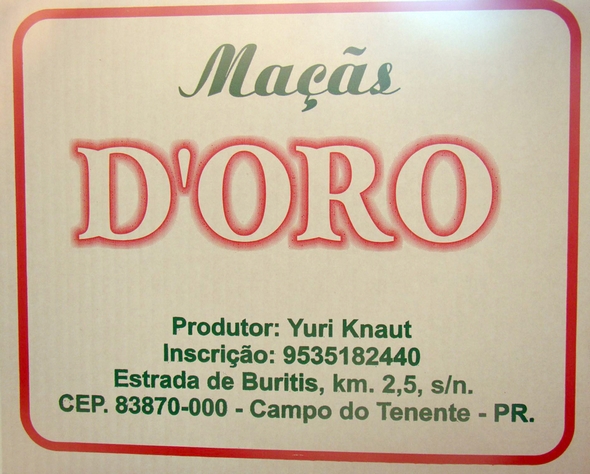 Maçãs
D'ORO
Produtor: Yuri Knaut
Inscrição: 9535182440
Estrada de Buritis, km. 2,5, s/n.
CEP. 83870-000 - Campo do Tenente - PR.